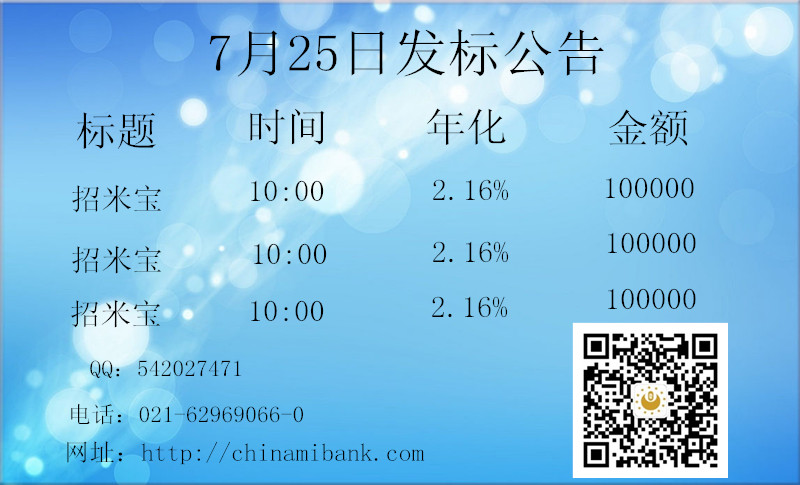 7月25日发标公告
标题 时间 年化 金额
招米宝 10:00 2.16% 100000
招米宝 10:00 2.16% 100000
招米宝 10:00 2.16% 100000
QQ：542027471
电话：021-62969066-0
网址：http://chinamibank.com